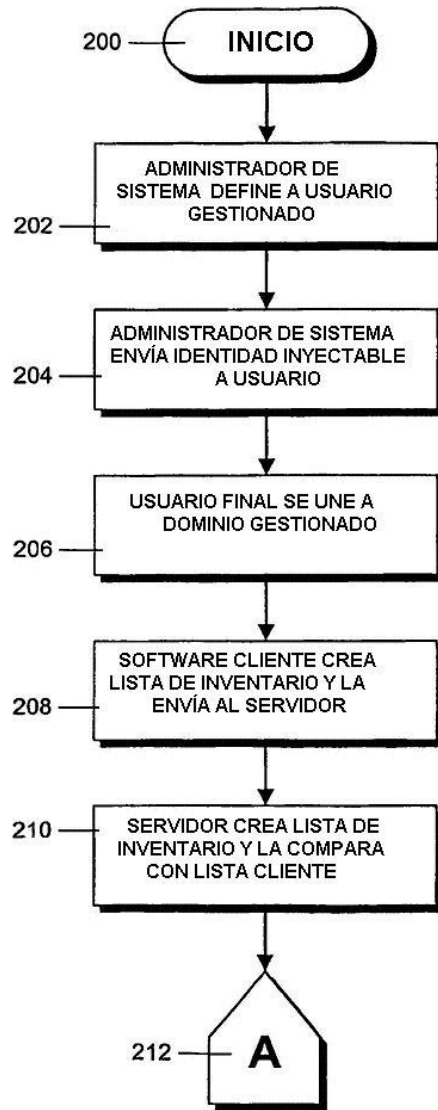 200
INICIO
ADMINISTRADOR DE
SISTEMA DEFINE A USUARIO
GESTIONADO
202
ADMINISTRADOR DE SISTEMA
ENVÍA IDENTIDAD INYECTABLE
A USUARIO
204
USUARIO FINAL SE UNE A
DOMINIO GESTIONADO
206
SOFTWARE CLIENTE CREA
LISTA DE INVENTARIO Y LA
ENVÍA AL SERVIDOR
208
210
SERVIDOR CREA LISTA DE
INVENTARIO Y LA COMPARA
CON LISTA CLIENTE
212
A